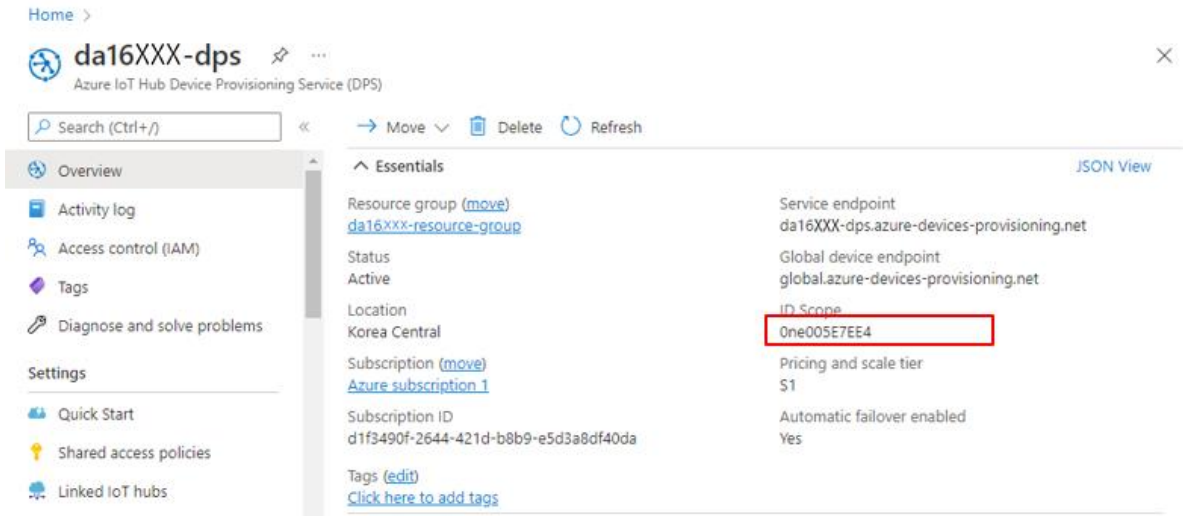 Home >
da16XXX-dps ...
Azure IoT Hub Device Provisioning Service (DPS)
Search (Ctrl+/)
«
Overview
Activity log
Access control (IAM)
Tags
Diagnose and solve problems
Settings
Quick Start
Shared access policies
Linked IoT hubs
Move
Delete
Refresh
Essentials
JSON View
Resource group (move)
da16XXX-resource-group
Status
Active
Location
Korea Central
Subscription (move)
Azure subscription 1
Subscription ID
d1f3490f-2644-421d-b8b9-e5d3a8df40da
Tags (edit)
Click here to add tags
Service endpoint
da16XXX-dps.azure-devices-provisioning.net
Global device endpoint
global.azure-devices-provisioning.net
ID Scope
0ne005E7EE4
Pricing and scale tier
S1
Automatic failover enabled
Yes